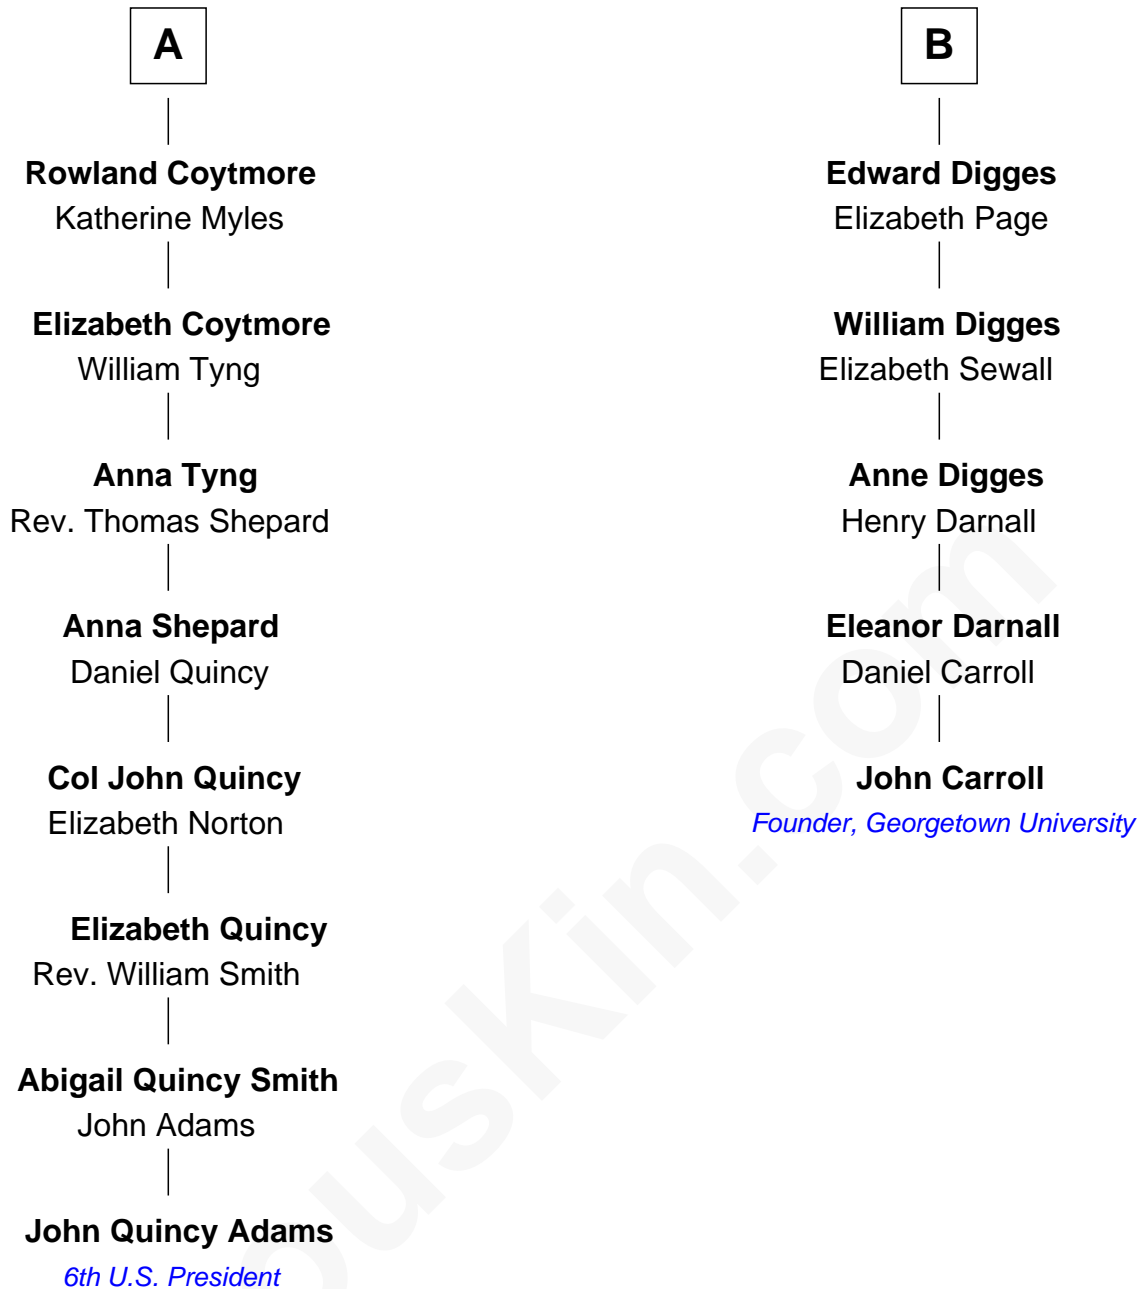 A
Rowland Coytmore
Katherine Myles
Elizabeth Coytmore
William Tyng
Anna Tyng
Rev. Thomas Shepard
Anna Shepard
Daniel Quincy
Col John Quincy
Elizabeth Norton
Elizabeth Quincy
Rev. William Smith
Abigail Quincy Smith
John Adams
John Quincy Adams
6th U.S. President
B
Edward Digges
Elizabeth Page
William Digges
Elizabeth Sewall
Anne Digges
Henry Darnall
Eleanor Darnall
Daniel Carroll
John Carroll
Founder, Georgetown University